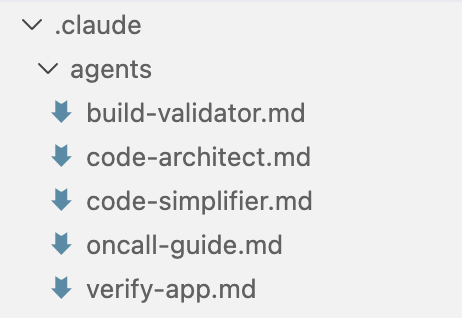 .claude
agents
build-validator.md
code-architect.md
code-simplifier.md
oncall-guide.md
verify-app.md